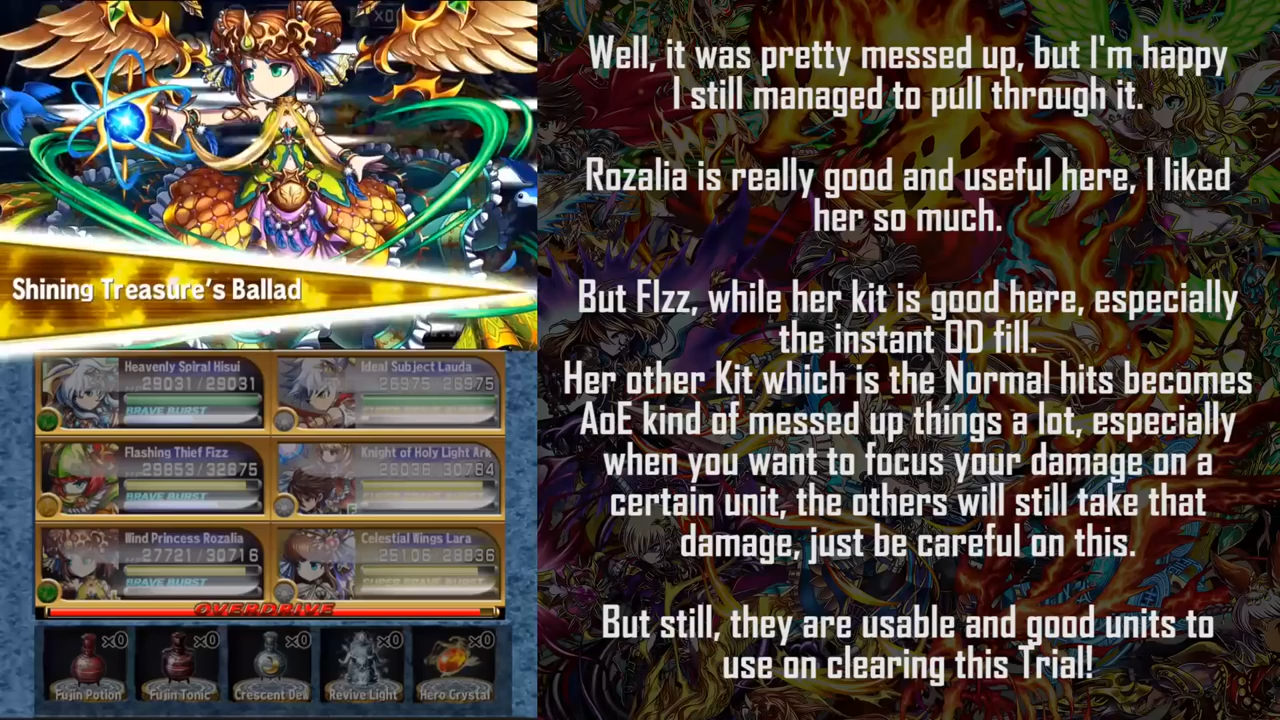 x0
Shining Treasure's Ballad
Heavenly Spiral Hisui
29031/29031
BRAVE BURST
Ideal Subject Lauda
26975 26975
Flashing Thief Fizz
29853/32875
BRAVE BURST
Knight of Holy Light Ark
26036 30784
Wind Princess Rozalia
27721/30716
BRAVE BURST
Celestial Wings Lara
25106 28836
SUPER BRAVE BURST
OVERDRIVE
x0 x0 x0 x0 x0
Fujin Potion Fujin Tonic Crescent Dew Revive Light Hero Crystal
Well, it was pretty messed up, but I'm happy
I still managed to pull through it.
Rozalia is really good and useful here, I liked
her so much.
But FIzz, while her kit is good here, especially
the instant OD fill.
Her other Kit which is the Normal hits becomes
AoE kind of messed up things a lot, especially
when you want to focus your damage on a
certain unit, the others will still take that
damage, just be careful on this.
But still, they are usable and good units to
use on clearing this Trial!